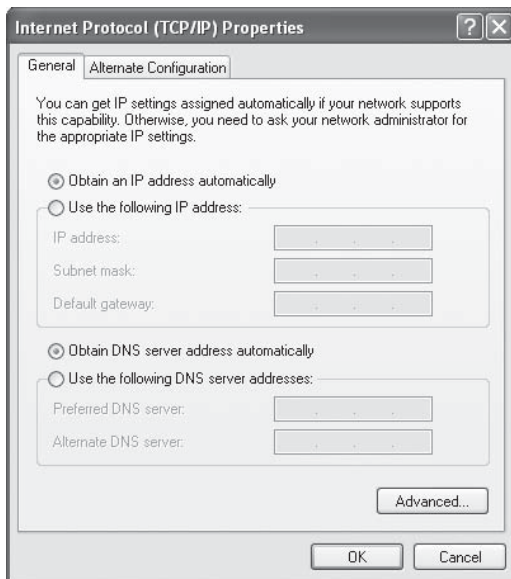 Internet Protocol (TCP/IP) Properties
General
Alternate Configuration
You can get IP settings assigned automatically if your network supports
this capability. Otherwise, you need to ask your network administrator for
the appropriate IP settings.
Obtain an IP address automatically
Use the following IP address:
IP address:
Subnet mask:
Default gateway:
Obtain DNS server address automatically
Use the following DNS server addresses:
Preferred DNS server:
Alternate DNS server:
Advanced...
OK
Cancel